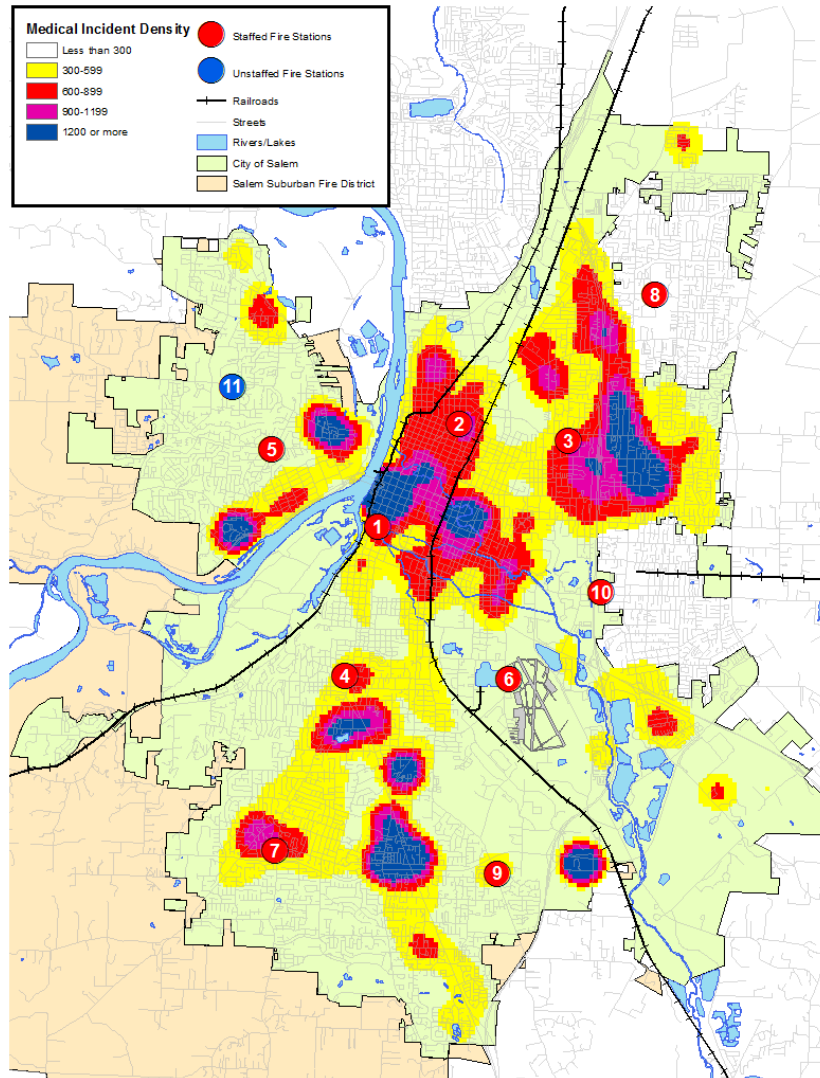 Medical Incident Density
Less than 300
300-599
600-899
900-1199
1200 or more
Staffed Fire Stations
Unstaffed Fire Stations
Railroads
Streets
Rivers/Lakes
City of Salem
Salem Suburban Fire District
8
11
2
3
5
1
10
4
6
7
9